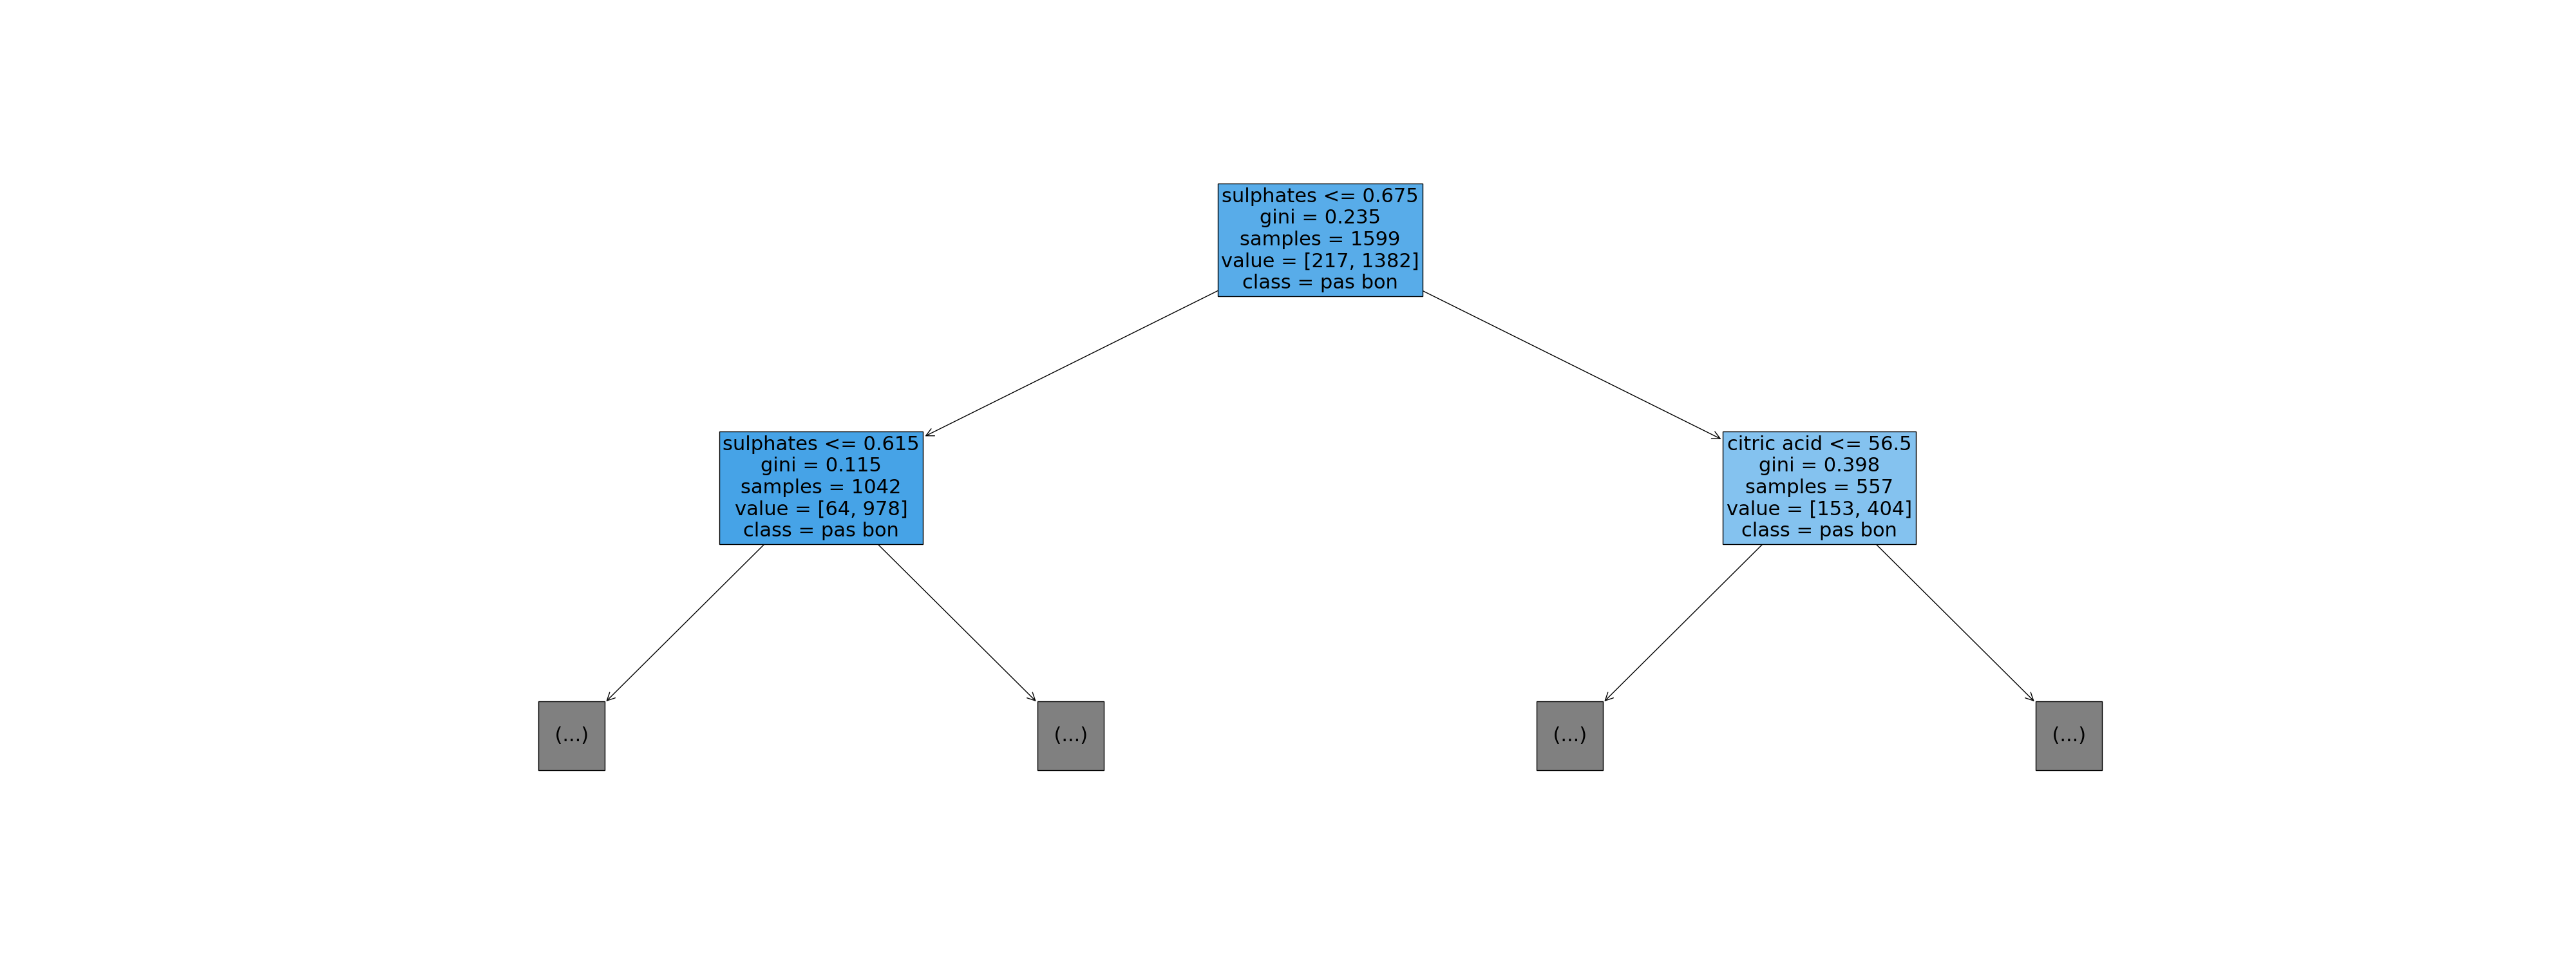 sulphates <= 0.675
gini = 0.235
samples = 1599
value = [217, 1382]
class = pas bon
sulphates <= 0.615
gini = 0.115
samples = 1042
value = [64, 978]
class = pas bon
citric acid <= 56.5
gini = 0.398
samples = 557
value = [153, 404]
class = pas bon
(...)
(...)
(...)
(...)